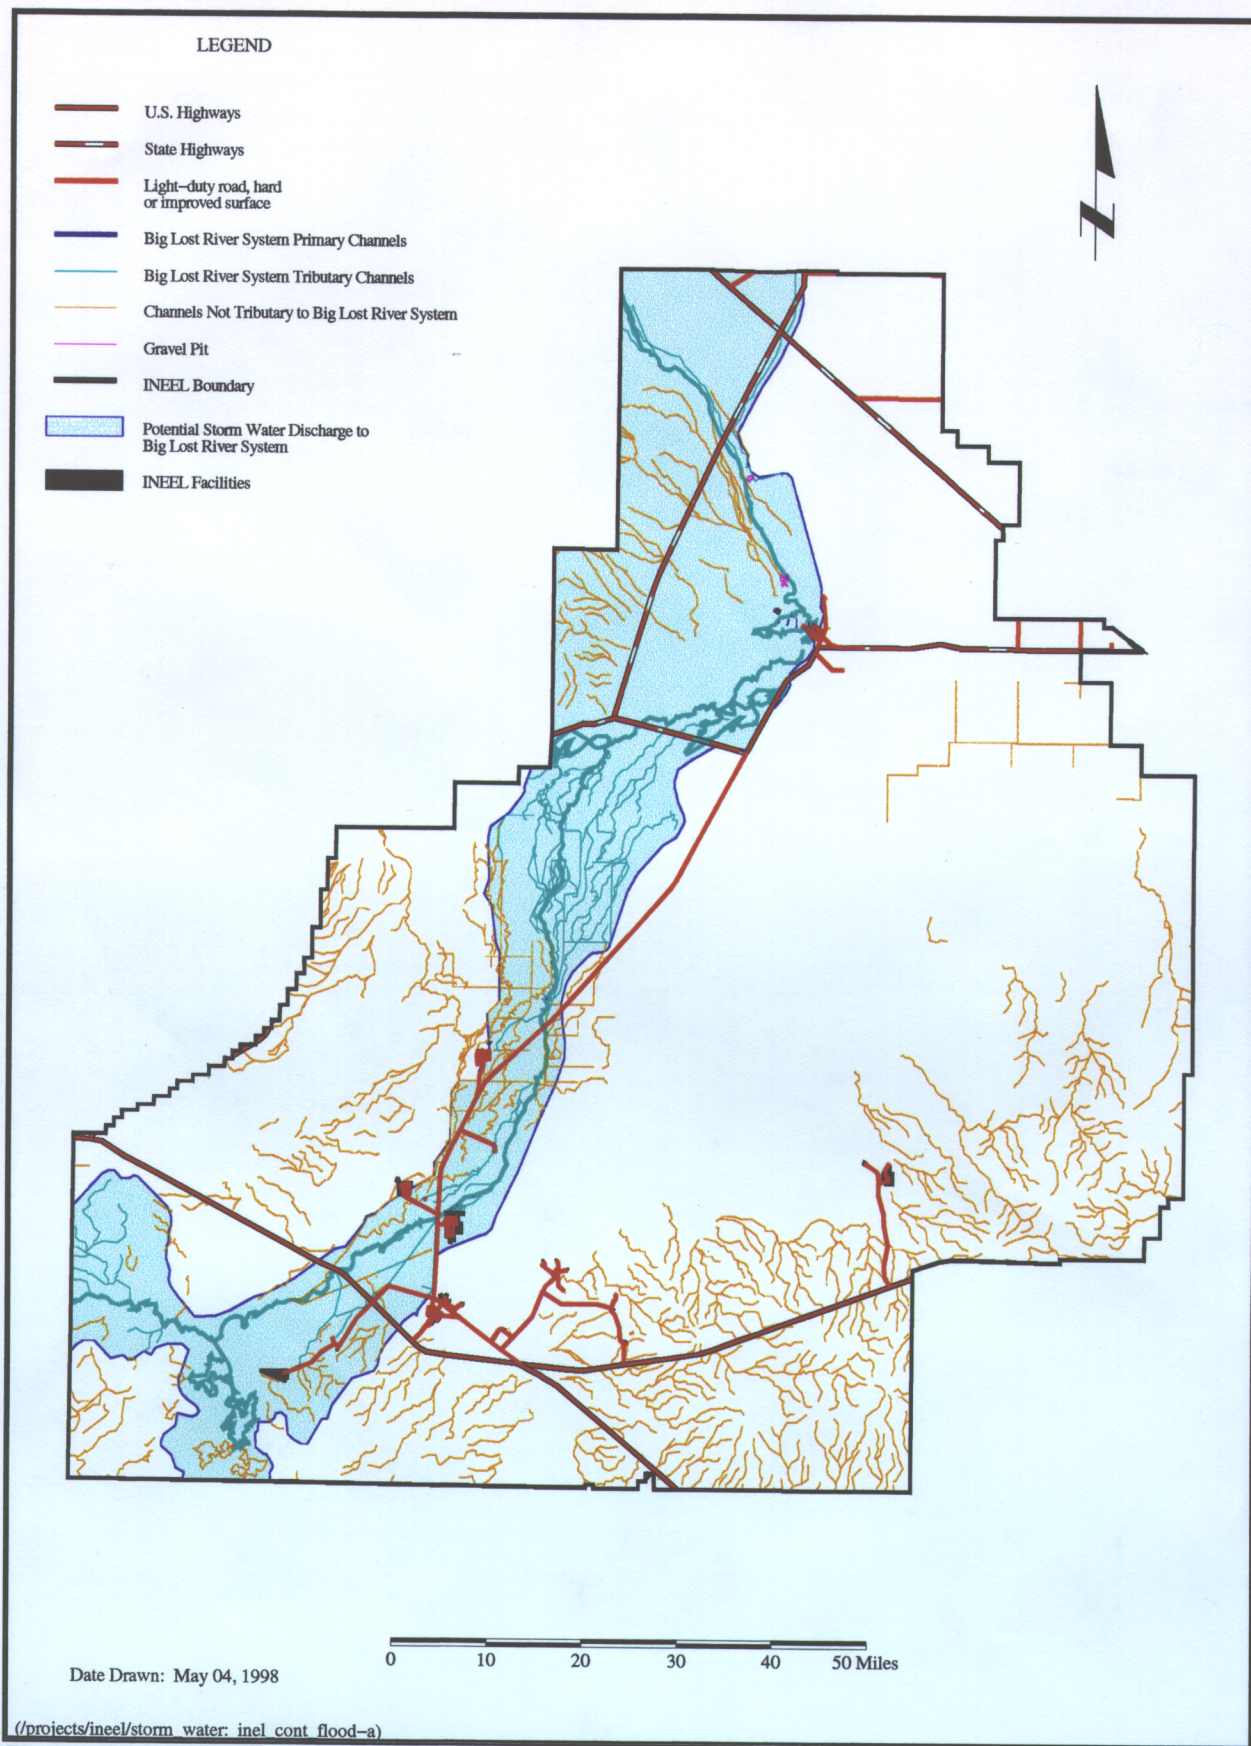 LEGEND
U.S. Highways
State Highways
Light-duty road, hard
or improved surface
Big Lost River System Primary Channels
Big Lost River System Tributary Channels
Channels Not Tributary to Big Lost River System
Gravel Pit
INEEL Boundary
Potential Storm Water Discharge to
Big Lost River System
INEEL Facilities
0 10 20 30 40 50 Miles
Date Drawn: May 04, 1998
(/projects/ineel/storm_water: inel_cont_flood-a)